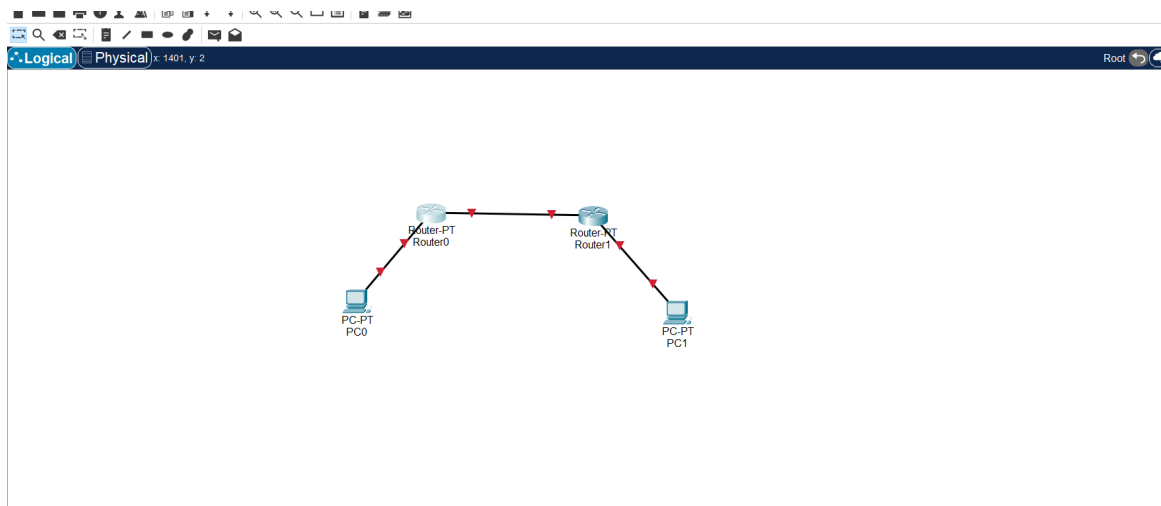 Logical Physical x: 1401, y: 2 Root
Router-PT
Router0
Router-PT
Router1
PC-PT
PC0
PC-PT
PC1